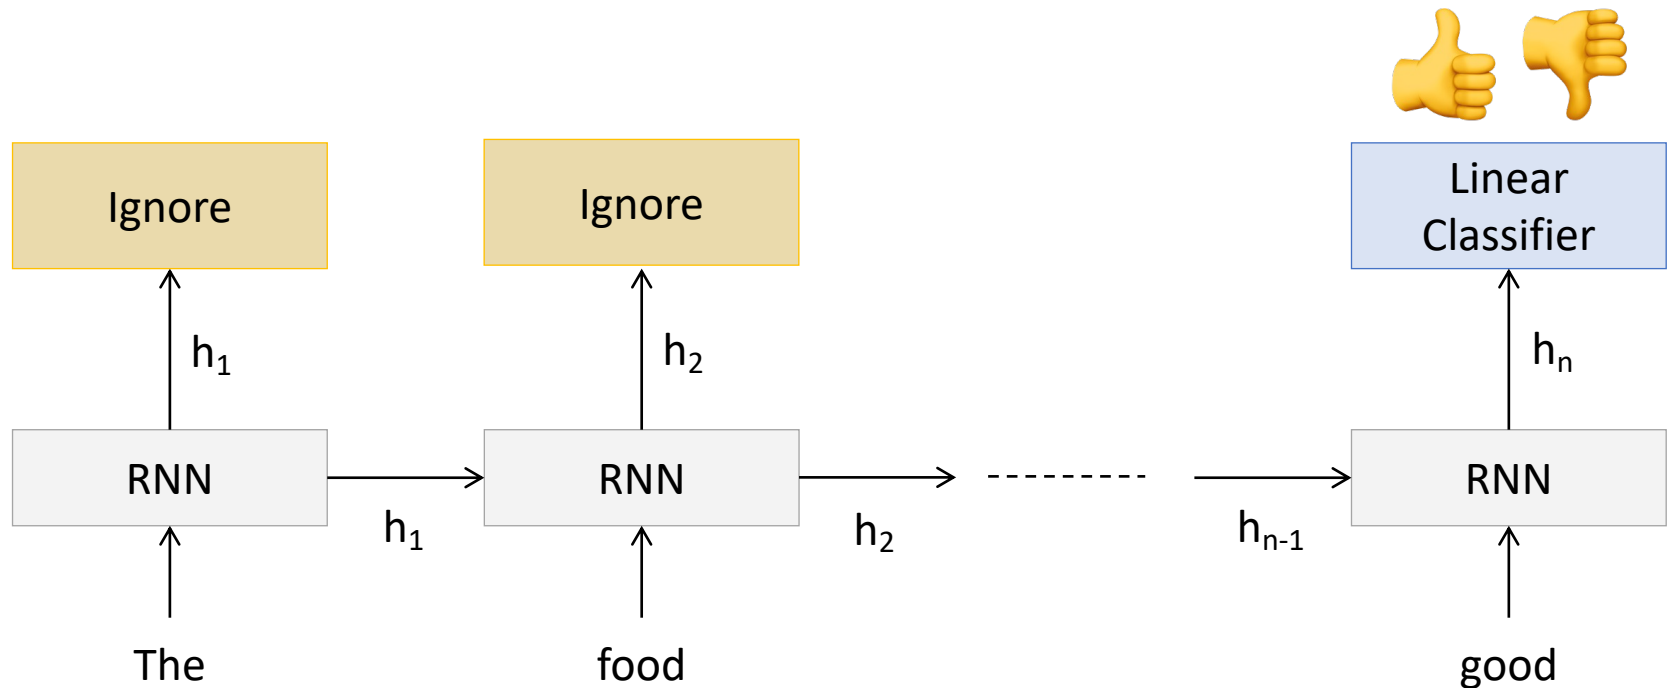 Ignore
Ignore
Linear
Classifier
h₁
h₂
hₙ
RNN
RNN
RNN
h₁
h₂
hₙ₋₁
The
food
good